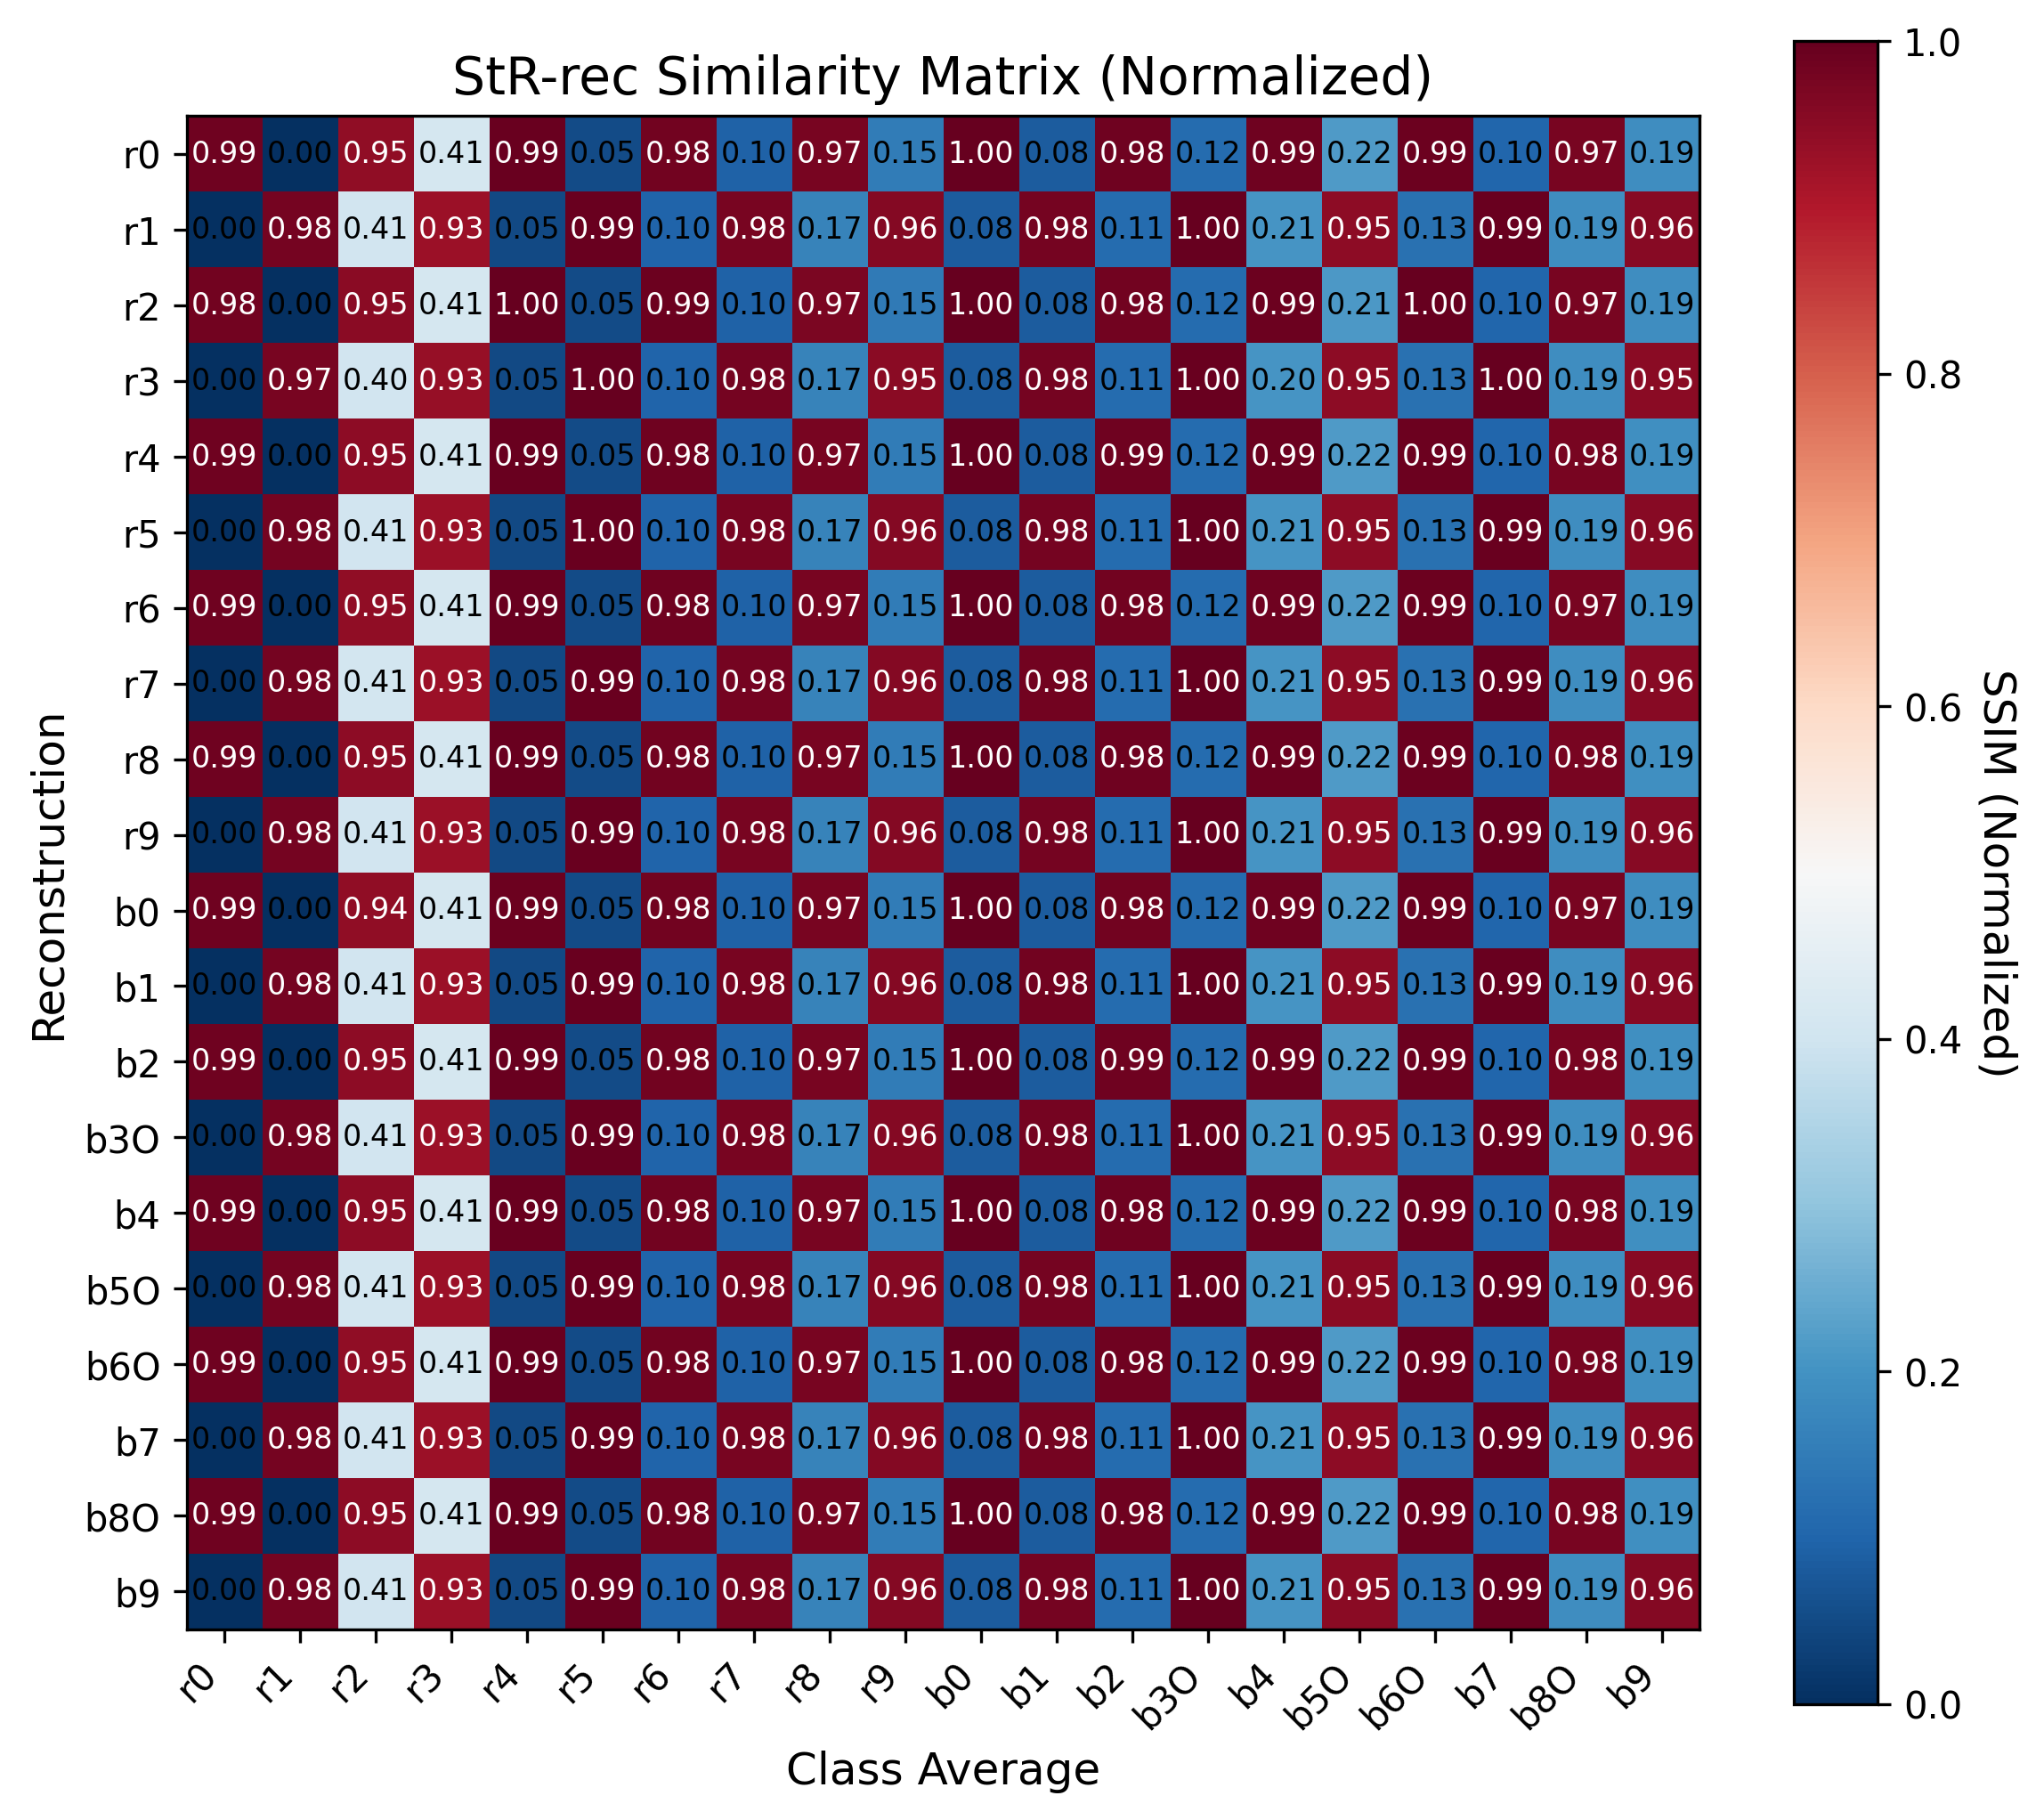 StR-rec Similarity Matrix (Normalized)
r0 0.99 0.00 0.95 0.41 0.99 0.05 0.98 0.10 0.97 0.15 1.00 0.08 0.98 0.12 0.99 0.22 0.99 0.10 0.97 0.19
r1 0.00 0.98 0.41 0.93 0.05 0.99 0.10 0.98 0.17 0.96 0.08 0.98 0.11 1.00 0.21 0.95 0.13 0.99 0.19 0.96
r2 0.98 0.00 0.95 0.41 1.00 0.05 0.99 0.10 0.97 0.15 1.00 0.08 0.98 0.12 0.99 0.21 1.00 0.10 0.97 0.19
r3 0.00 0.97 0.40 0.93 0.05 1.00 0.10 0.98 0.17 0.95 0.08 0.98 0.11 1.00 0.20 0.95 0.13 1.00 0.19 0.95
r4 0.99 0.00 0.95 0.41 0.99 0.05 0.98 0.10 0.97 0.15 1.00 0.08 0.99 0.12 0.99 0.22 0.99 0.10 0.98 0.19
r5 0.00 0.98 0.41 0.93 0.05 1.00 0.10 0.98 0.17 0.96 0.08 0.98 0.11 1.00 0.21 0.95 0.13 0.99 0.19 0.96
r6 0.99 0.00 0.95 0.41 0.99 0.05 0.98 0.10 0.97 0.15 1.00 0.08 0.98 0.12 0.99 0.22 0.99 0.10 0.97 0.19
r7 0.00 0.98 0.41 0.93 0.05 0.99 0.10 0.98 0.17 0.96 0.08 0.98 0.11 1.00 0.21 0.95 0.13 0.99 0.19 0.96
r8 0.99 0.00 0.95 0.41 0.99 0.05 0.98 0.10 0.97 0.15 1.00 0.08 0.98 0.12 0.99 0.22 0.99 0.10 0.98 0.19
r9 0.00 0.98 0.41 0.93 0.05 0.99 0.10 0.98 0.17 0.96 0.08 0.98 0.11 1.00 0.21 0.95 0.13 0.99 0.19 0.96
b0 0.99 0.00 0.94 0.41 0.99 0.05 0.98 0.10 0.97 0.15 1.00 0.08 0.98 0.12 0.99 0.22 0.99 0.10 0.97 0.19
b1 0.00 0.98 0.41 0.93 0.05 0.99 0.10 0.98 0.17 0.96 0.08 0.98 0.11 1.00 0.21 0.95 0.13 0.99 0.19 0.96
b2 0.99 0.00 0.95 0.41 0.99 0.05 0.98 0.10 0.97 0.15 1.00 0.08 0.99 0.12 0.99 0.22 0.99 0.10 0.98 0.19
b3O 0.00 0.98 0.41 0.93 0.05 0.99 0.10 0.98 0.17 0.96 0.08 0.98 0.11 1.00 0.21 0.95 0.13 0.99 0.19 0.96
b4 0.99 0.00 0.95 0.41 0.99 0.05 0.98 0.10 0.97 0.15 1.00 0.08 0.98 0.12 0.99 0.22 0.99 0.10 0.98 0.19
b5O 0.00 0.98 0.41 0.93 0.05 0.99 0.10 0.98 0.17 0.96 0.08 0.98 0.11 1.00 0.21 0.95 0.13 0.99 0.19 0.96
b6O 0.99 0.00 0.95 0.41 0.99 0.05 0.98 0.10 0.97 0.15 1.00 0.08 0.98 0.12 0.99 0.22 0.99 0.10 0.98 0.19
b7 0.00 0.98 0.41 0.93 0.05 0.99 0.10 0.98 0.17 0.96 0.08 0.98 0.11 1.00 0.21 0.95 0.13 0.99 0.19 0.96
b8O 0.99 0.00 0.95 0.41 0.99 0.05 0.98 0.10 0.97 0.15 1.00 0.08 0.98 0.12 0.99 0.22 0.99 0.10 0.98 0.19
b9 0.00 0.98 0.41 0.93 0.05 0.99 0.10 0.98 0.17 0.96 0.08 0.98 0.11 1.00 0.21 0.95 0.13 0.99 0.19 0.96
r0 r1 r2 r3 r4 r5 r6 r7 r8 r9 b0 b1 b2 b3O b4 b5O b6O b7 b8O b9
Class Average
Reconstruction
1.0
0.8
0.6
0.4
0.2
0.0
SSIM (Normalized)